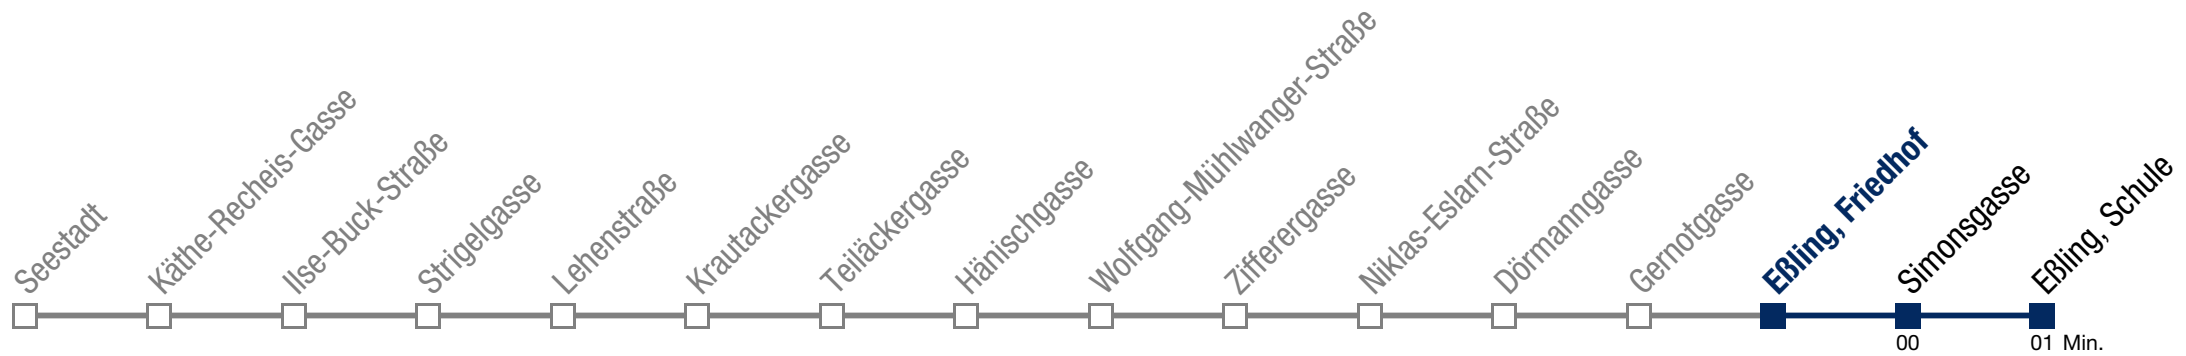 Seestadt
Käthe-Recheis-Gasse
Ilse-Buck-Straße
Strigelgasse
Lehenstraße
Krautackergasse
Teiläckergasse
Hänischgasse
Wolfgang-Mühlwanger-Straße
Zifferergasse
Niklas-Eslarn-Straße
Dörmanngasse
Gernotgasse
Eßling, Friedhof
Simonsgasse
Eßling, Schule
00 01 Min.